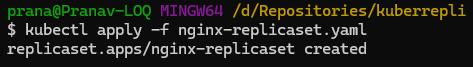 prana@Pranav-LOQ MINGW64 /d/Repositories/kuberrepli
$ kubectl apply -f nginx-replicaset.yaml
replicaset.apps/nginx-replicaset created